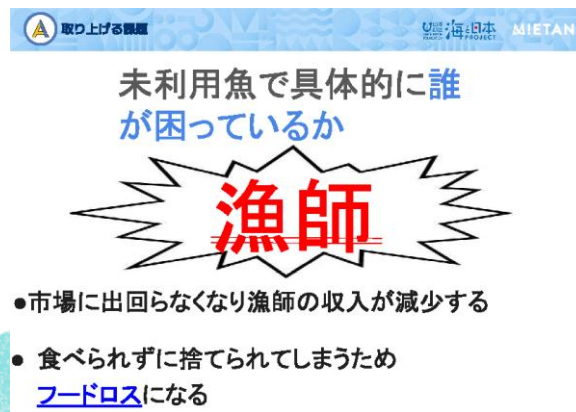 取り上げる課題
海と日本
PROJECT
MIETAN
未利用魚で具体的に誰
が困っているか
漁師
●市場に出回らなくなり漁師の収入が減少する
● 食べられずに捨てられてしまうため
フードロスになる